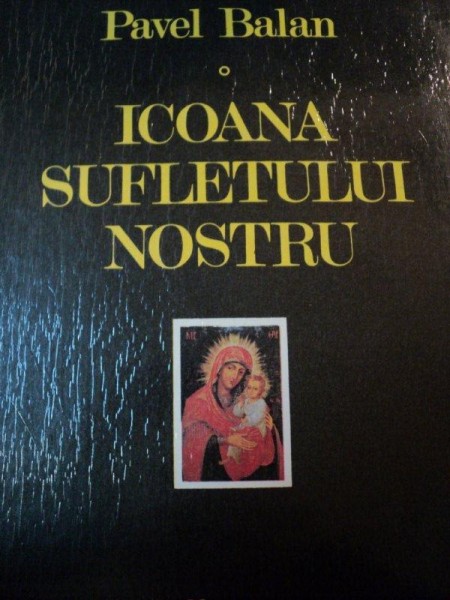 Pavel Balan
ICOANA
SUFLETULUI
NOSTRU